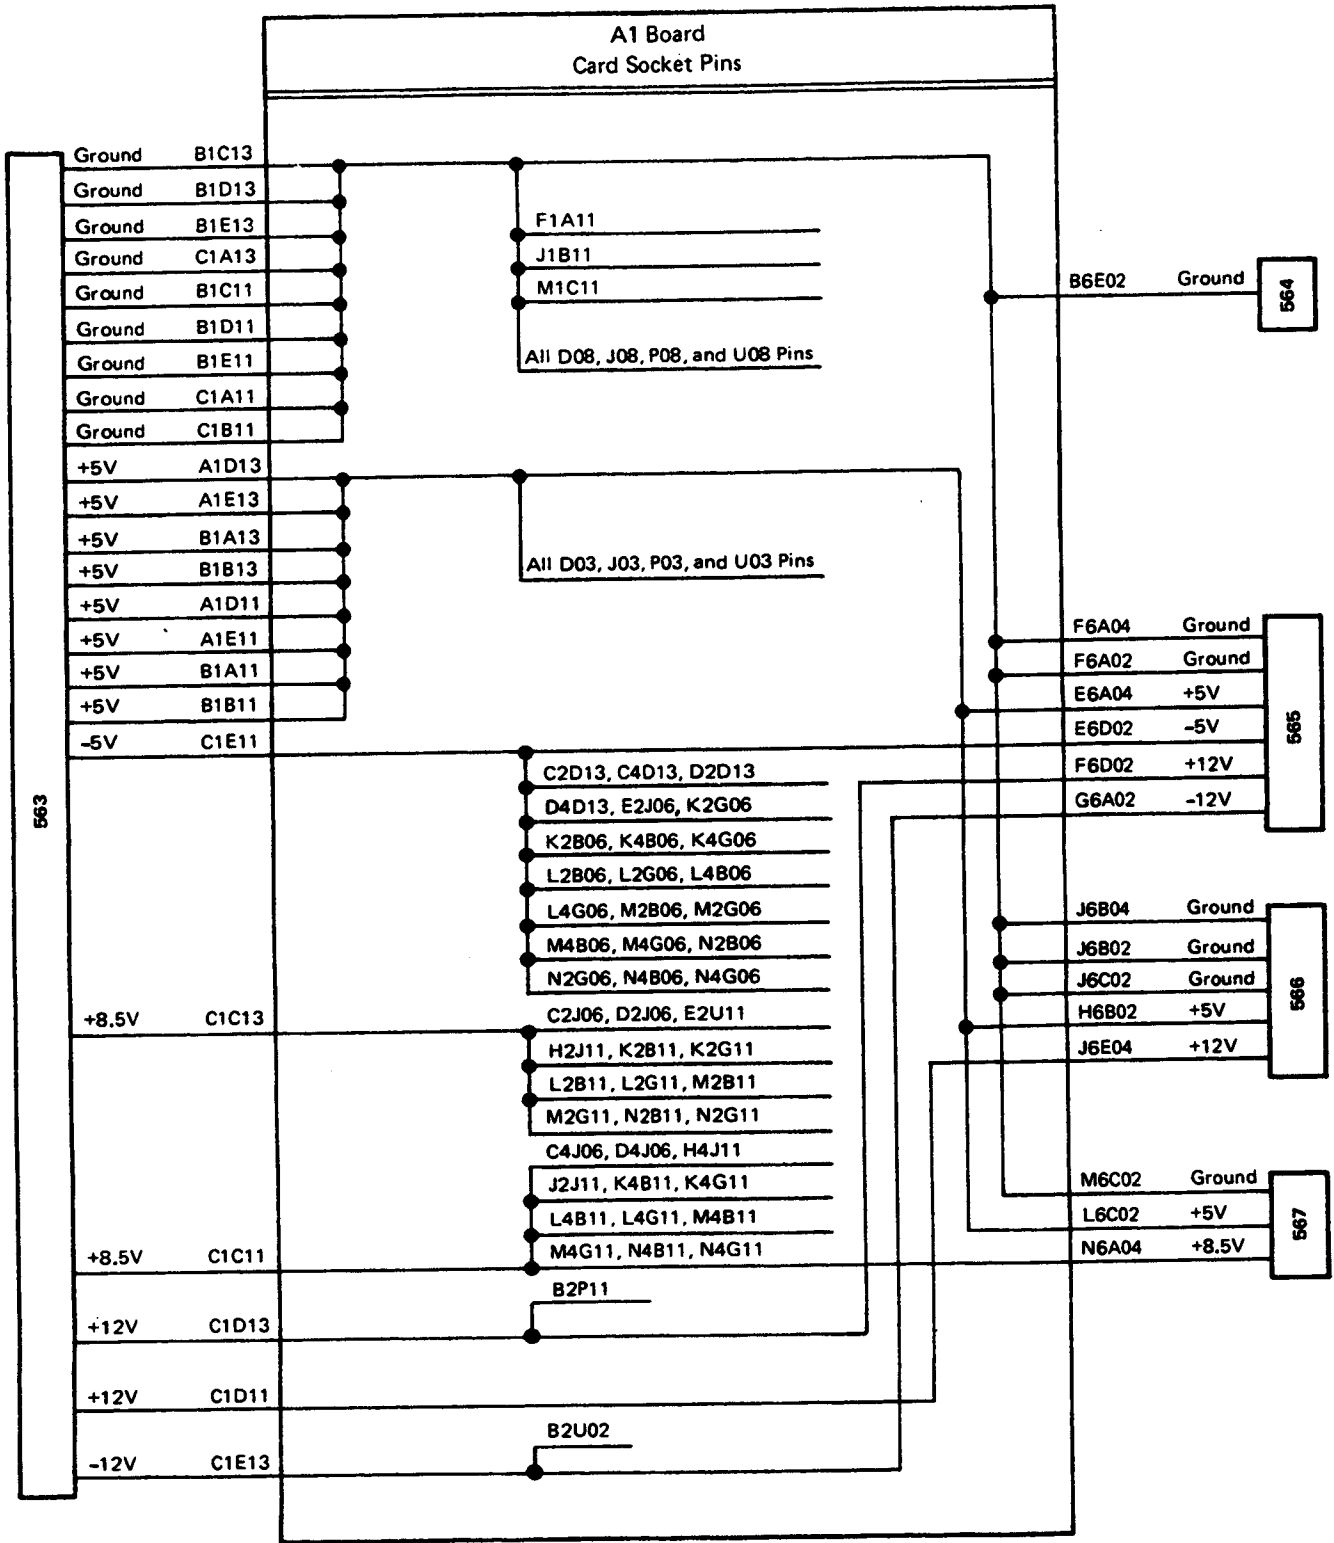 A1 Board
Card Socket Pins
563
Ground B1C13
Ground B1D13
Ground B1E13
Ground C1A13
Ground B1C11
Ground B1D11
Ground B1E11
Ground C1A11
Ground C1B11
+5V A1D13
+5V A1E13
+5V B1A13
+5V B1B13
+5V A1D11
+5V A1E11
+5V B1A11
+5V B1B11
-5V C1E11
+8.5V C1C13
+8.5V C1C11
+12V C1D13
+12V C1D11
-12V C1E13
F1A11
J1B11
M1C11
All D08, J08, P08, and U08 Pins
All D03, J03, P03, and U03 Pins
C2D13, C4D13, D2D13
D4D13, E2J06, K2G06
K2B06, K4B06, K4G06
L2B06, L2G06, L4B06
L4G06, M2B06, M2G06
M4B06, M4G06, N2B06
N2G06, N4B06, N4G06
C2J06, D2J06, E2U11
H2J11, K2B11, K2G11
L2B11, L2G11, M2B11
M2G11, N2B11, N2G11
C4J06, D4J06, H4J11
J2J11, K4B11, K4G11
L4B11, L4G11, M4B11
M4G11, N4B11, N4G11
B2P11
B2U02
B6E02 Ground
564
F6A04 Ground
F6A02 Ground
E6A04 +5V
E6D02 -5V
F6D02 +12V
G6A02 -12V
565
J6B04 Ground
J6B02 Ground
J6C02 Ground
H6B02 +5V
J6E04 +12V
566
M6C02 Ground
L6C02 +5V
N6A04 +8.5V
567